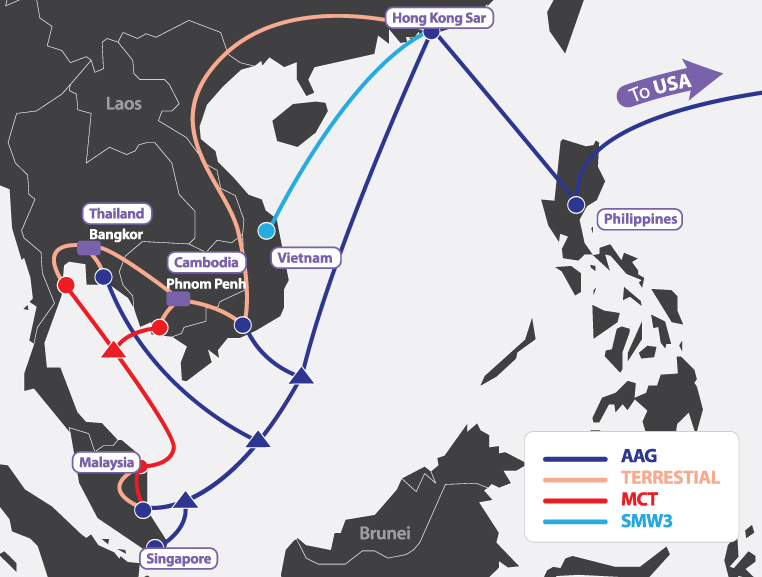 Hong Kong Sar
Laos
To USA
Thailand
Bangkor
Philippines
Cambodia
Vietnam
Phnom Penh
AAG
Malaysia
TERRESTIAL
MCT
SMW3
Brunei
Singapore